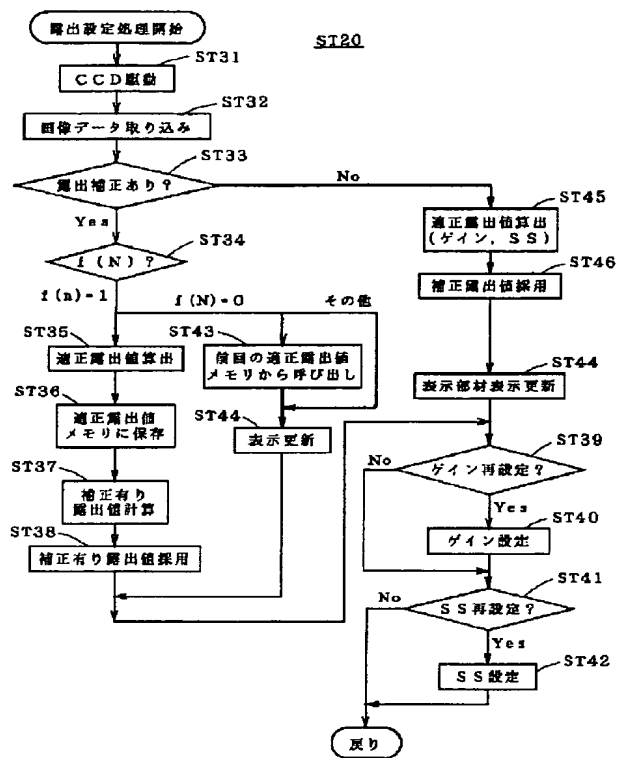 露出設定処理開始
ST20
ST31
CCD駆動
ST32
画像データ取り込み
ST33
露出補正あり?
No
Yes
ST34
f(N)?
f(n)=1
f(N)=0
その他
ST35
適正露出値算出
ST36
適正露出値
メモリに保存
ST37
補正有り
露出値計算
ST38
補正有り露出値採用
ST43
前回の適正露出値
メモリから呼び出し
ST44
表示更新
ST45
適正露出値算出
(ゲイン,SS)
ST46
補正露出値採用
ST44
表示部材表示更新
ST39
ゲイン再設定?
No
Yes
ST40
ゲイン設定
ST41
SS再設定?
No
Yes
ST42
SS設定
戻り